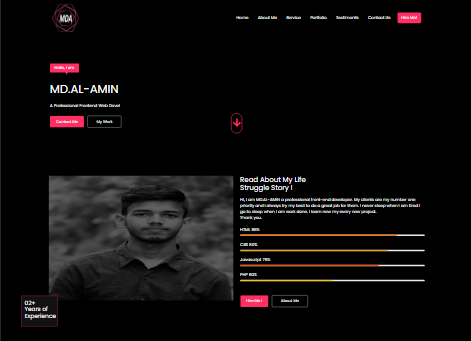 MDA
Home About Me Service Portfolio Testimonils Contact Us Hire Me!
Hello, I am
MD.AL-AMIN
A Professional Frontend Web Devel
Contact Me My Work
Read About My Life
Struggle Story !
Hi, I am MD.Al-AMIN a professional front-end developer. My clients are my number one
priority and I always try my best to do a great job for them. I never sleep when I am tired I
go to sleep when I am work done. I learn new my every new project.
Thank you.
HTML 85%
CSS 80%
Javascript 75%
PHP 50%
02+
Years of
Experience
Hire Me ! About Me